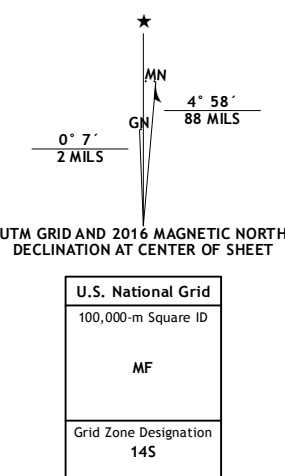 ★
MN
4° 58´
88 MILS
GN
0° 7´
2 MILS
UTM GRID AND 2016 MAGNETIC NORTH
DECLINATION AT CENTER OF SHEET
U.S. National Grid
100,000-m Square ID
MF
Grid Zone Designation
14S